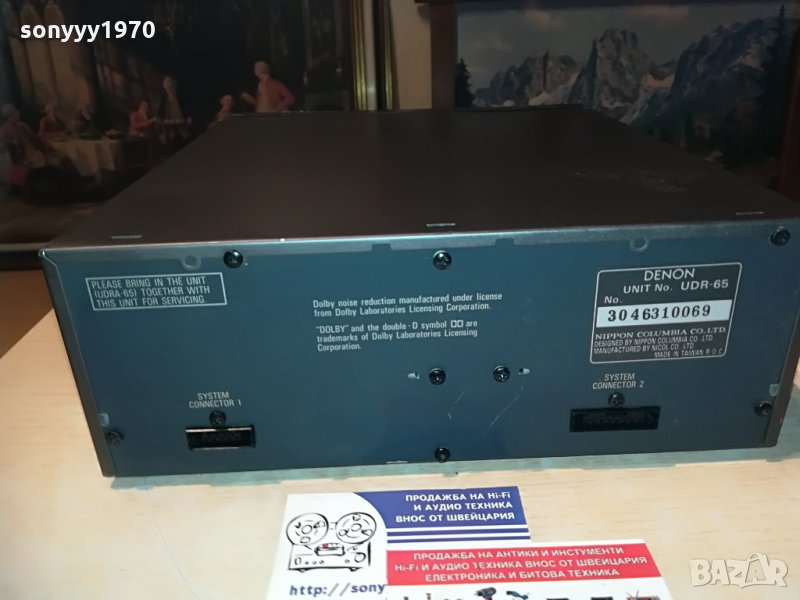 sonyyy1970
PLEASE BRING IN THE UNIT
(UDRA-65) TOGETHER WITH
THIS UNIT FOR SERVICING.
Dolby noise reduction manufactured under license
from Dolby Laboratories Licensing Corporation.
"DOLBY" and the double-D symbol are
trademarks of Dolby Laboratories Licensing
Corporation.
DENON
UNIT No. UDR-65
No.
3046310069
NIPPON COLUMBIA CO. LTD.
DESIGNED BY NIPPON COLUMBIA CO. LTD
MANUFACTURED BY NICOL CO. LTD.
MADE IN TAIWAN R.O.C.
SYSTEM
CONNECTOR 1
SYSTEM
CONNECTOR 2
ПРОДАЖБА НА Hi-Fi
И АУДИО ТЕХНИКА
ВНОС ОТ ШВЕЙЦАРИЯ
http://sony
ПРОДАЖБА НА АНТИКИ И ИНСТУМЕНТИ
Hi-Fi И АУДИО ТЕХНИКА ВНОС ОТ ШВЕЙЦАРИЯ
ЕЛЕКТРОНИКА И БИТОВА ТЕХНИКА
bazar